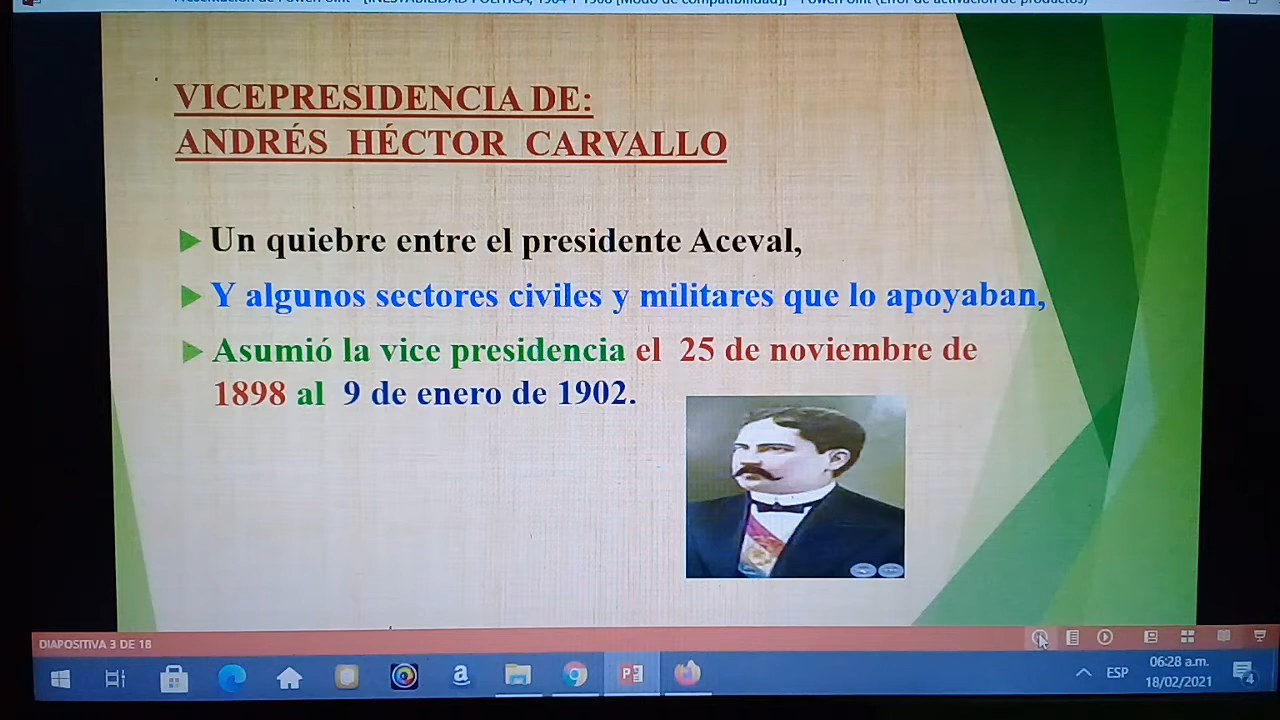 VICEPRESIDENCIA DE:
ANDRÉS HÉCTOR CARVALLO
Un quiebre entre el presidente Aceval,
Y algunos sectores civiles y militares que lo apoyaban,
Asumió la vice presidencia el 25 de noviembre de
1898 al 9 de enero de 1902.
DIAPOSITIVA 3 DE 18
ESP
06:28 a.m.
18/02/2021
4